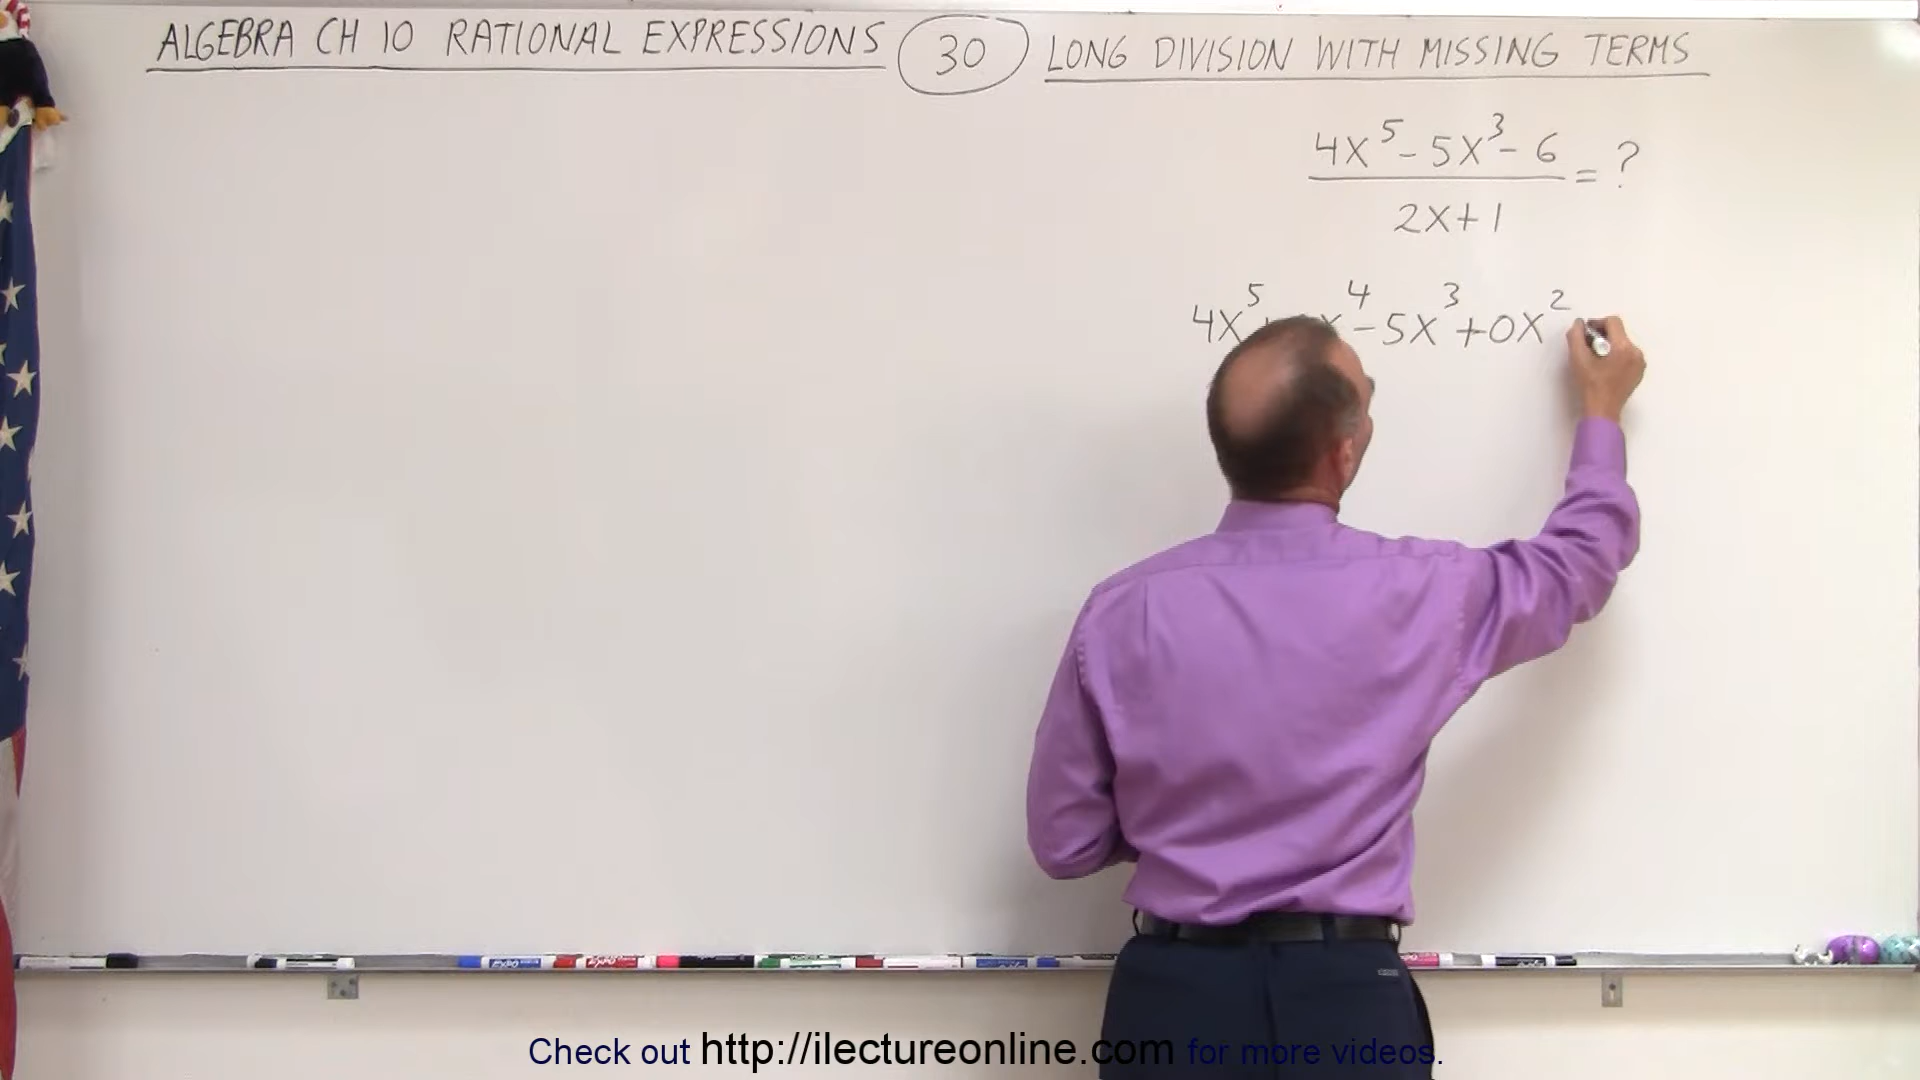 ALGEBRA CH 10 RATIONAL EXPRESSIONS 30 LONG DIVISION WITH MISSING TERMS
4X⁵ - 5X³ - 6
= ?
2X + 1
4X⁵ X⁴ - 5X³ + 0X²
Check out http://ilectureonline.com for more videos.